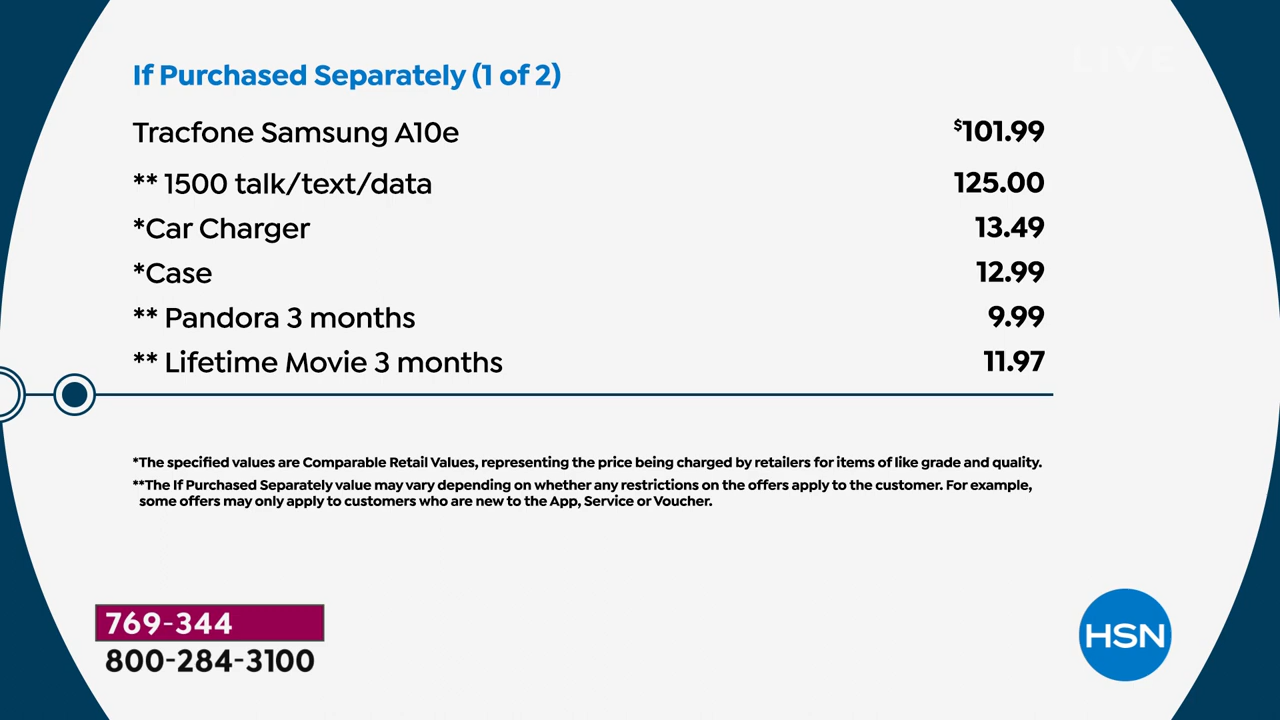 LIVE
If Purchased Separately (1 of 2)
Tracfone Samsung A10e $101.99
** 1500 talk/text/data 125.00
*Car Charger 13.49
*Case 12.99
** Pandora 3 months 9.99
** Lifetime Movie 3 months 11.97
*The specified values are Comparable Retail Values, representing the price being charged by retailers for items of like grade and quality.
**The If Purchased Separately value may vary depending on whether any restrictions on the offers apply to the customer. For example,
some offers may only apply to customers who are new to the App, Service or Voucher.
769-344
800-284-3100
HSN